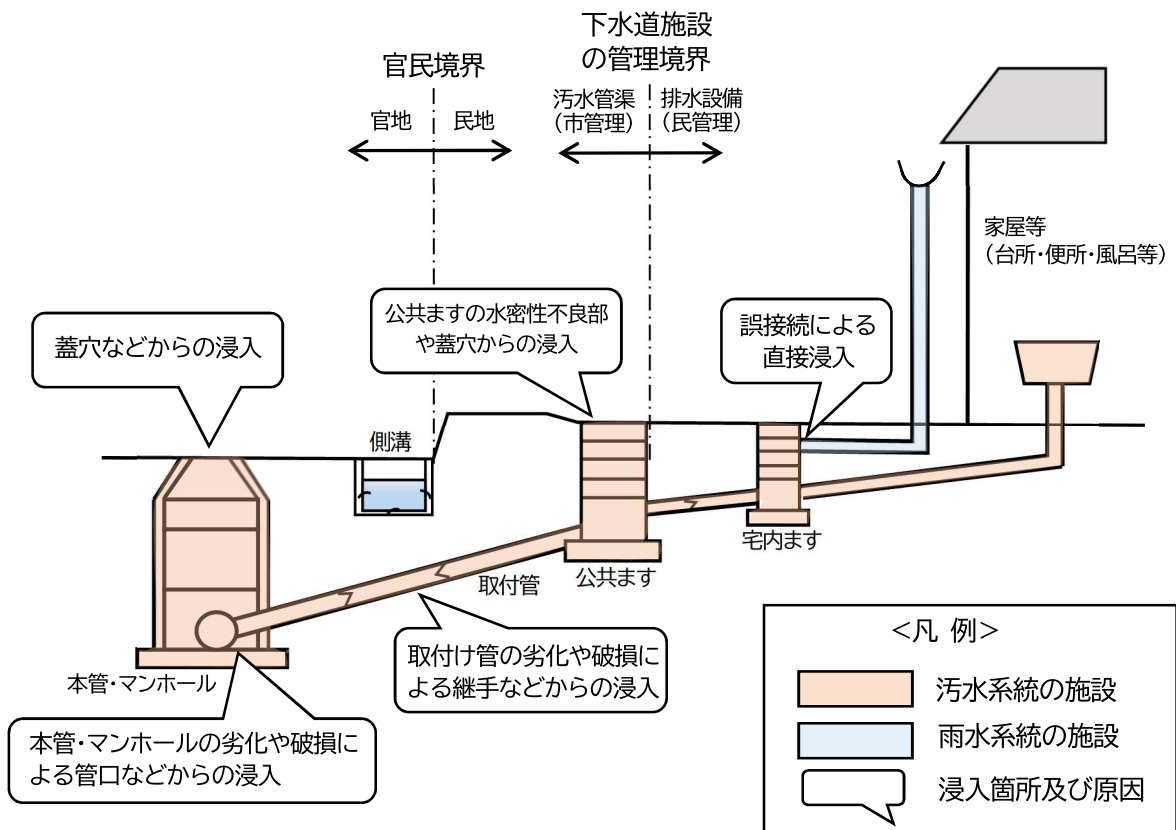 下水道施設
の管理境界
官民境界
官地
民地
汚水管渠
（市管理）
排水設備
（民管理）
家屋等
（台所・便所・風呂等）
蓋穴などからの浸入
公共ますの水密性不良部
や蓋穴からの浸入
誤接続による
直接浸入
側溝
宅内ます
公共ます
取付管
本管・マンホール
取付け管の劣化や破損に
よる継手などからの浸入
本管・マンホールの劣化や破損に
よる管口などからの浸入
＜凡 例＞
汚水系統の施設
雨水系統の施設
浸入箇所及び原因